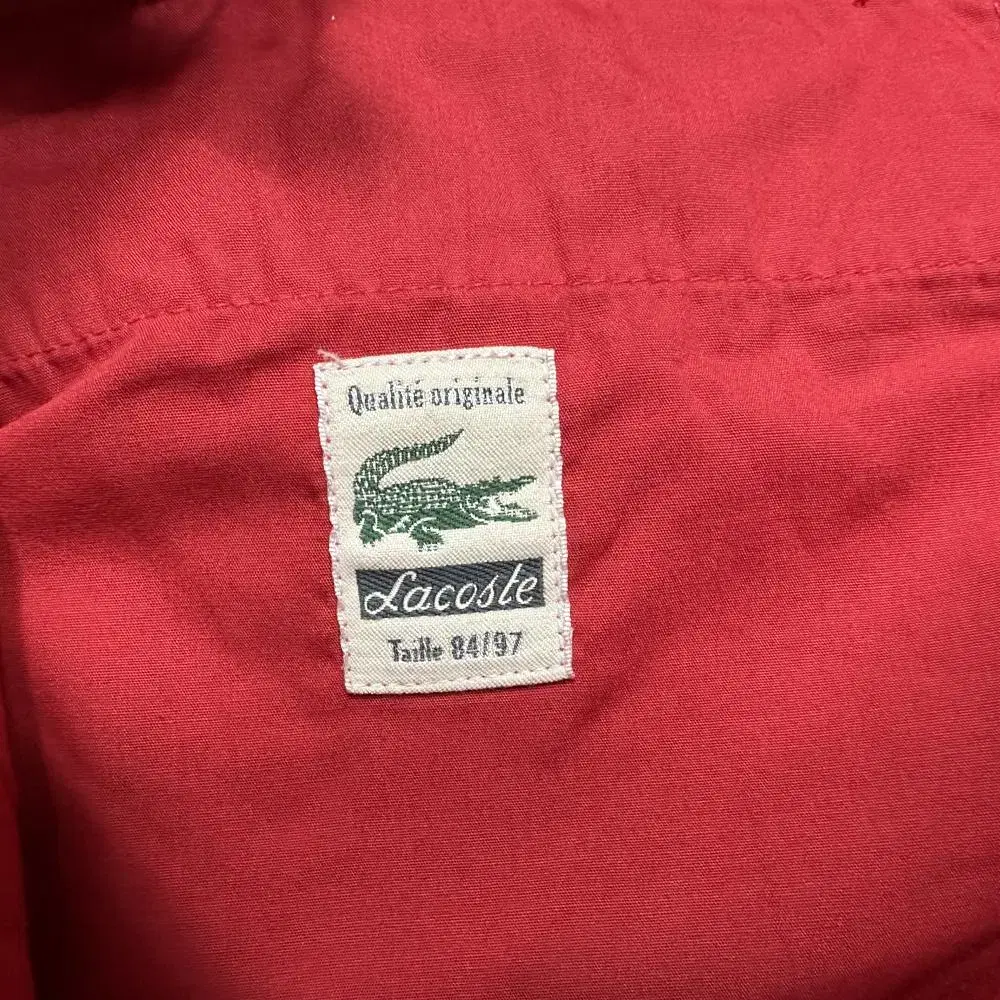 Qualité originale
Lacoste
Taille 84/97